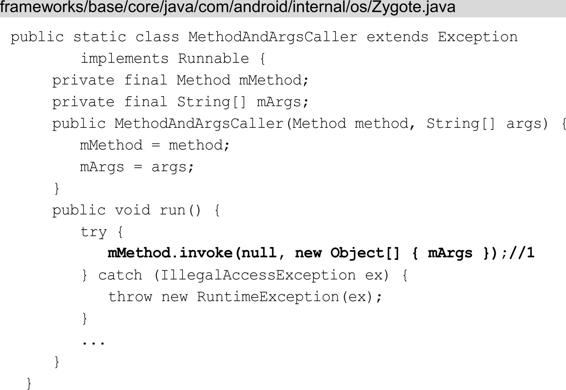 frameworks/base/core/java/com/android/internal/os/Zygote.java
public static class MethodAndArgsCaller extends Exception
        implements Runnable {
    private final Method mMethod;
    private final String[] mArgs;
    public MethodAndArgsCaller(Method method, String[] args) {
        mMethod = method;
        mArgs = args;
    }
    public void run() {
        try {
            mMethod.invoke(null, new Object[] { mArgs });//1
        } catch (IllegalAccessException ex) {
            throw new RuntimeException(ex);
        }
        ...
    }
}